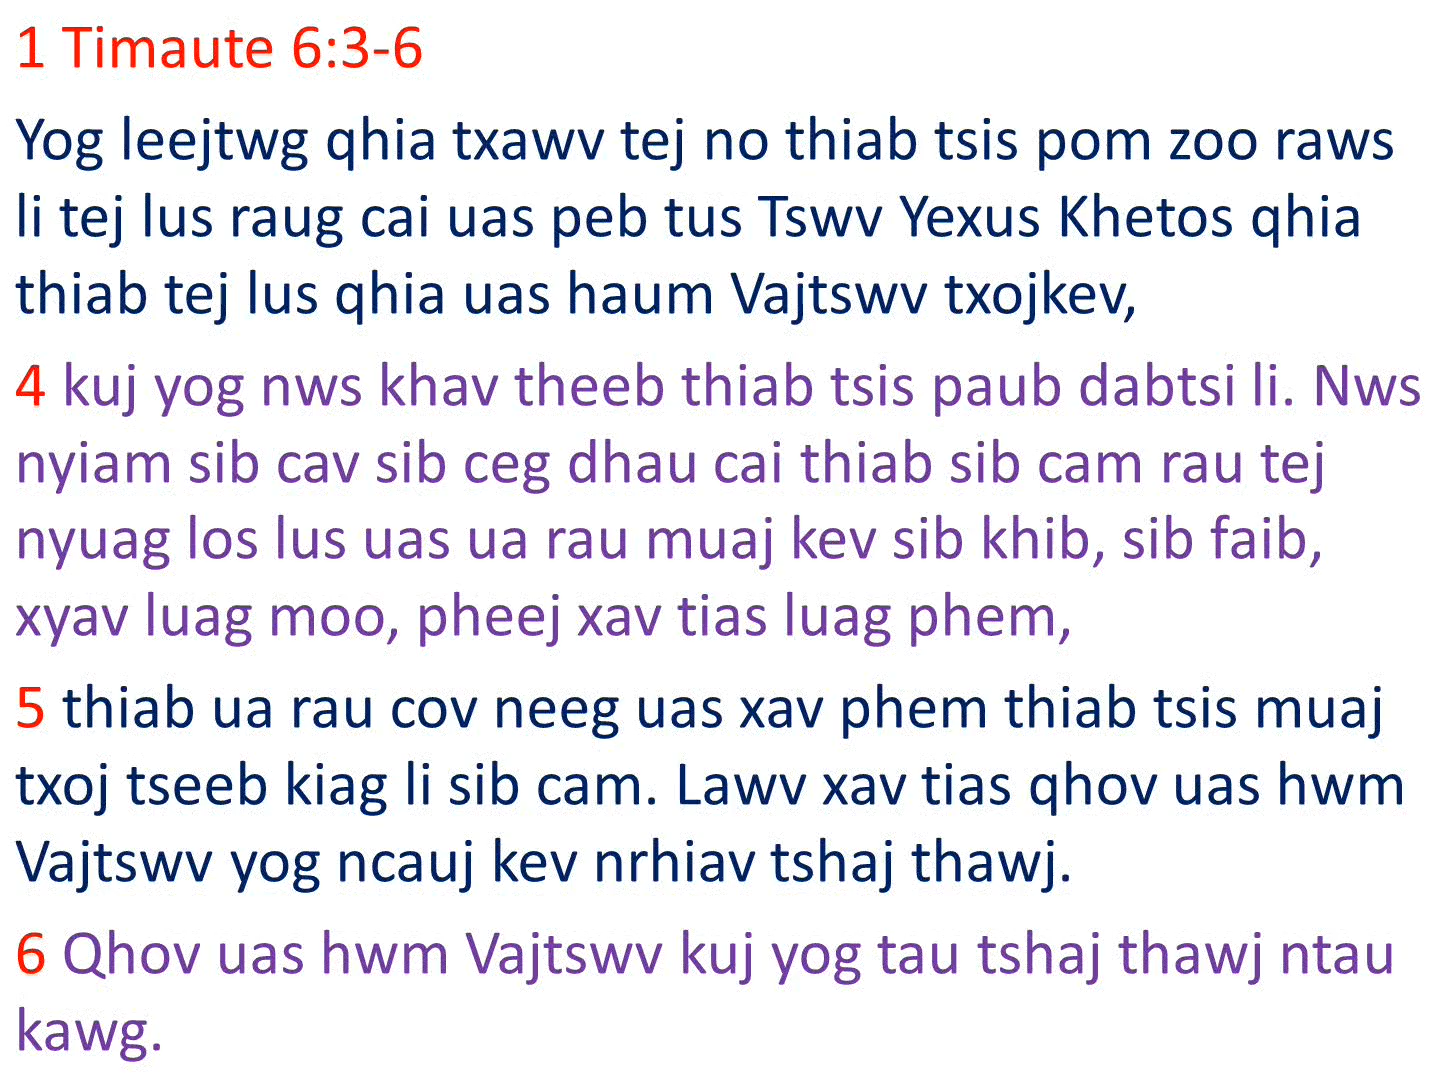 1 Timaute 6:3-6
Yog leejtwg qhia txawv tej no thiab tsis pom zoo raws
li tej lus raug cai uas peb tus Tswv Yexus Khetos qhia
thiab tej lus qhia uas haum Vajtswv txojkev,
4 kuj yog nws khav theeb thiab tsis paub dabtsi li. Nws
nyiam sib cav sib ceg dhau cai thiab sib cam rau tej
nyuag los lus uas ua rau muaj kev sib khib, sib faib,
xyav luag moo, pheej xav tias luag phem,
5 thiab ua rau cov neeg uas xav phem thiab tsis muaj
txoj tseeb kiag li sib cam. Lawv xav tias qhov uas hwm
Vajtswv yog ncauj kev nrhiav tshaj thawj.
6 Qhov uas hwm Vajtswv kuj yog tau tshaj thawj ntau
kawg.